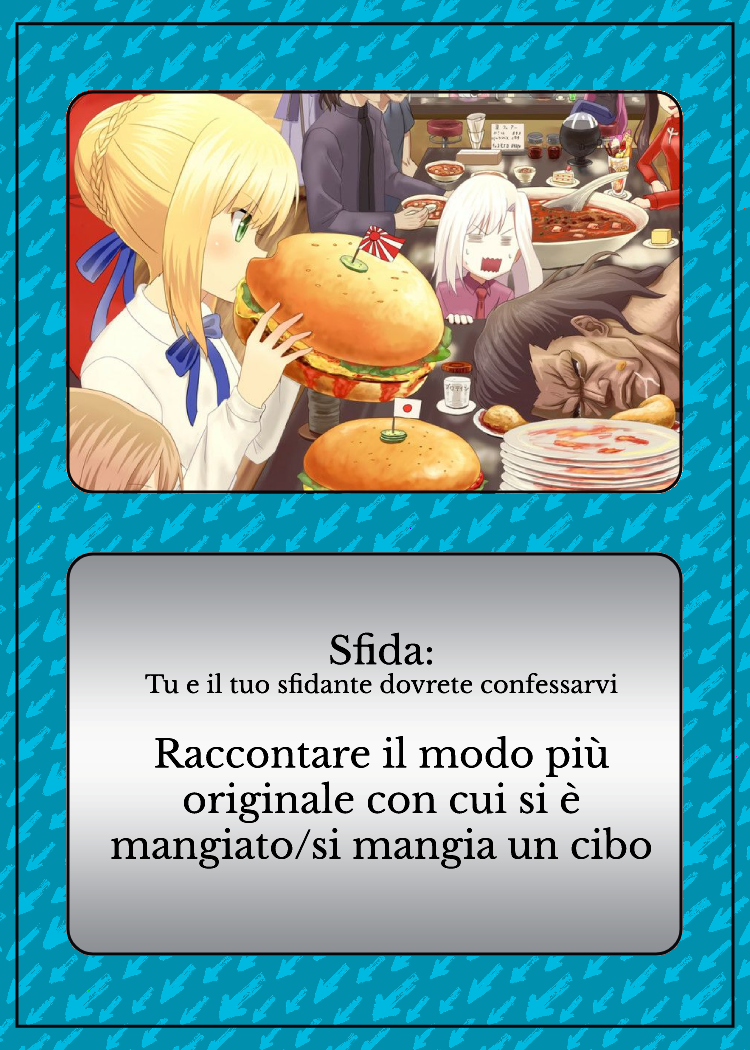 Sfida:
Tu e il tuo sfidante dovrete confessarvi
Raccontare il modo più
originale con cui si è
mangiato/si mangia un cibo